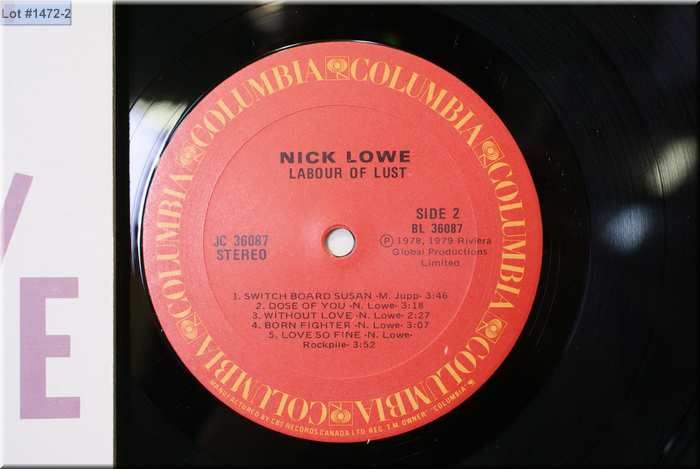 Lot #1472-2
E
COLUMBIA COLUMBIA COLUMBIA COLUMBIA COLUMBIA COLUMBIA
NICK LOWE
LABOUR OF LUST
SIDE 2
BL 36087
JC 36087
STEREO
Ⓟ 1978, 1979 Riviera
Global Productions
Limited
1. SWITCH BOARD SUSAN -M. Jupp- 3:46
2. DOSE OF YOU -N. Lowe- 3:18
3. WITHOUT LOVE -N. Lowe- 2:27
4. BORN FIGHTER -N. Lowe- 3:07
5. LOVE SO FINE -N. Lowe-
Rockpile- 3:52
MANUFACTURED BY CBS RECORDS CANADA LTD. REG. T.M. OWNER "COLUMBIA"